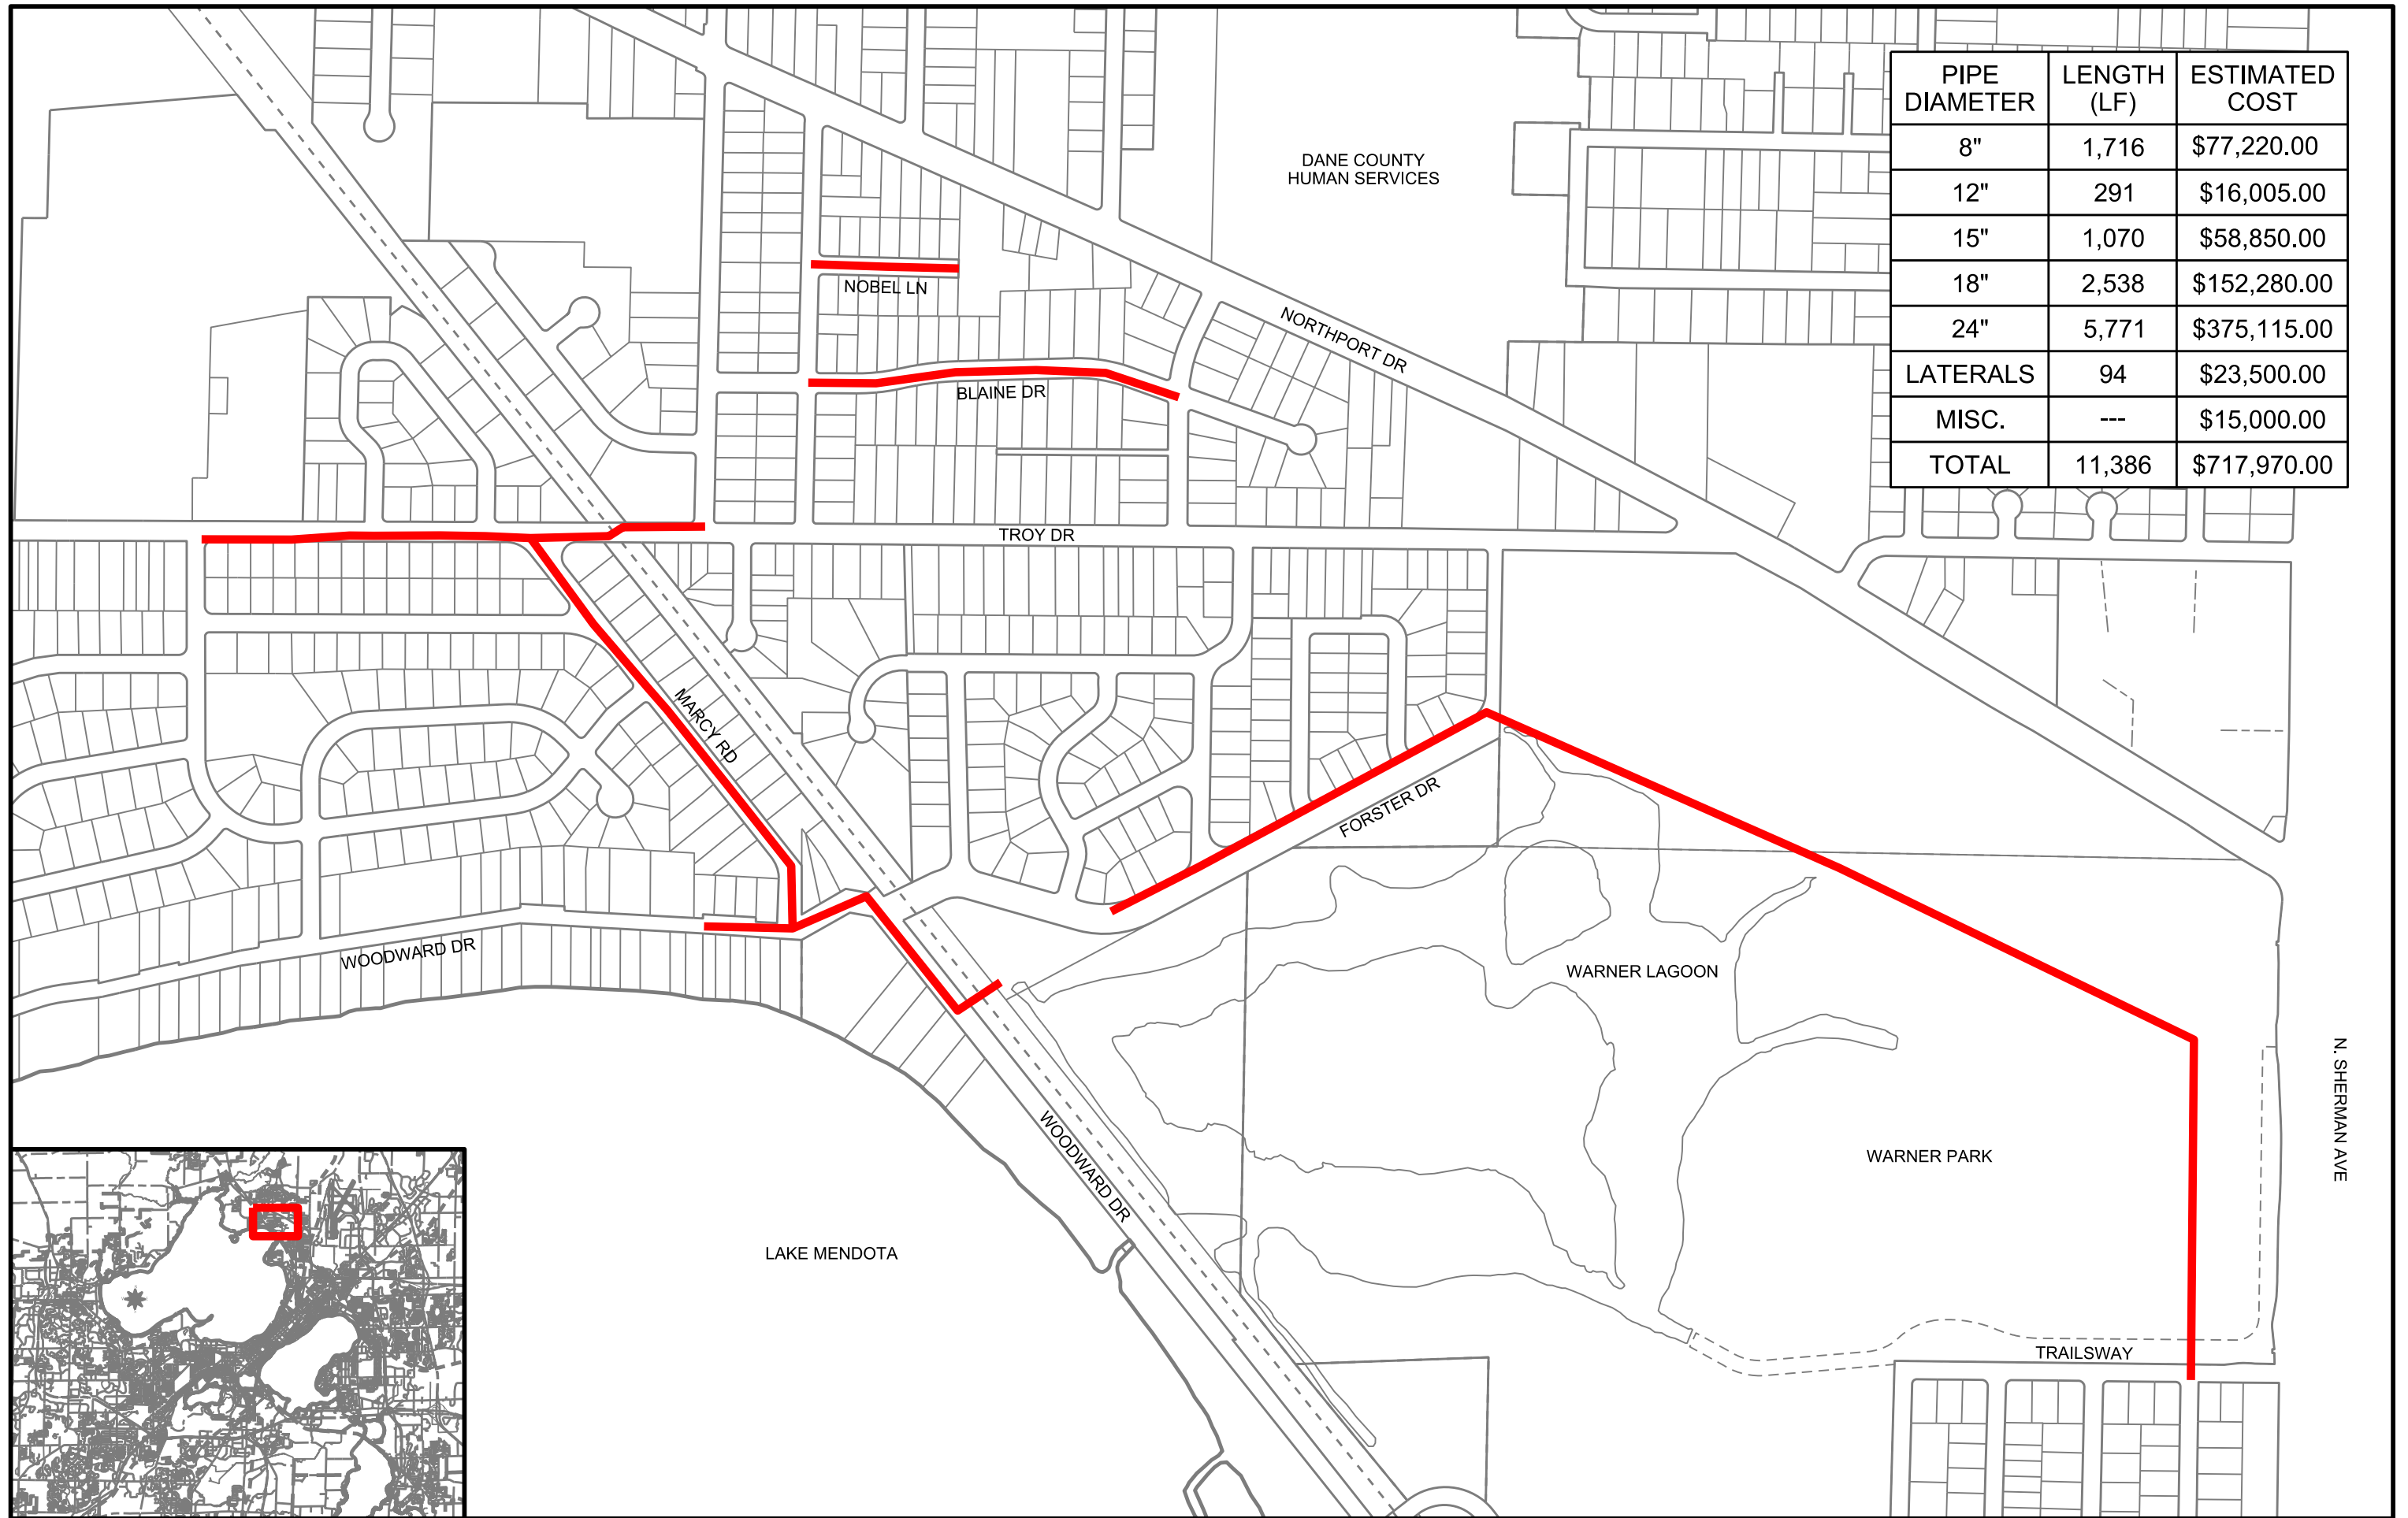 PIPE DIAMETER LENGTH (LF) ESTIMATED COST
8" 1,716 $77,220.00
12" 291 $16,005.00
15" 1,070 $58,850.00
18" 2,538 $152,280.00
24" 5,771 $375,115.00
LATERALS 94 $23,500.00
MISC. --- $15,000.00
TOTAL 11,386 $717,970.00
DANE COUNTY
HUMAN SERVICES
NOBEL LN
NORTHPORT DR
BLAINE DR
TROY DR
MARCY RD
FORSTER DR
WOODWARD DR
WARNER LAGOON
N. SHERMAN AVE
WOODWARD DR
WARNER PARK
LAKE MENDOTA
TRAILSWAY